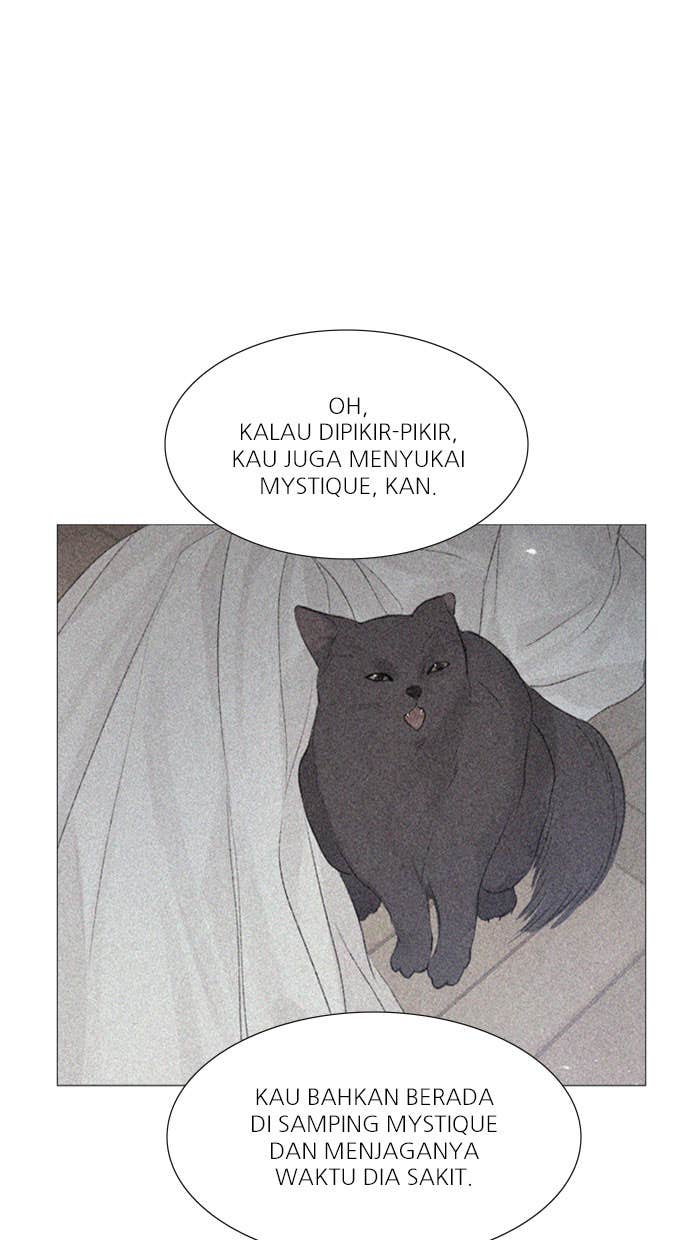 OH,
KALAU DIPIKIR-PIKIR,
KAU JUGA MENYUKAI
MYSTIQUE, KAN.
KAU BAHKAN BERADA
DI SAMPING MYSTIQUE
DAN MENJAGANYA
WAKTU DIA SAKIT.